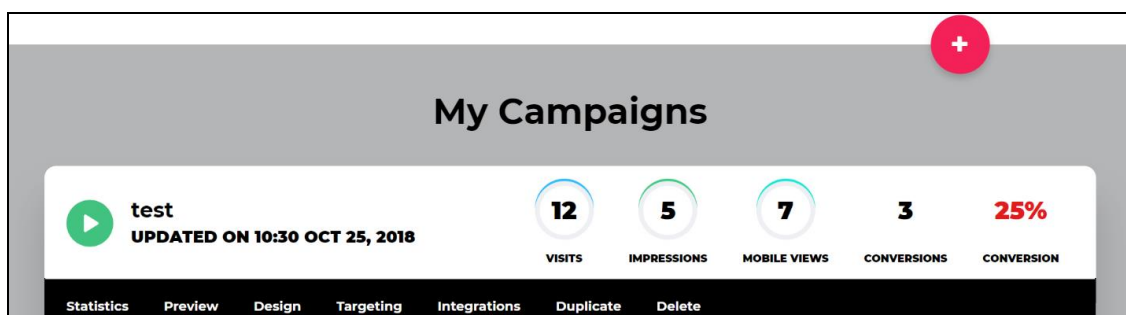 +
My Campaigns
test
UPDATED ON 10:30 OCT 25, 2018
12 5 7 3 25%
VISITS IMPRESSIONS MOBILE VIEWS CONVERSIONS CONVERSION
Statistics Preview Design Targeting Integrations Duplicate Delete